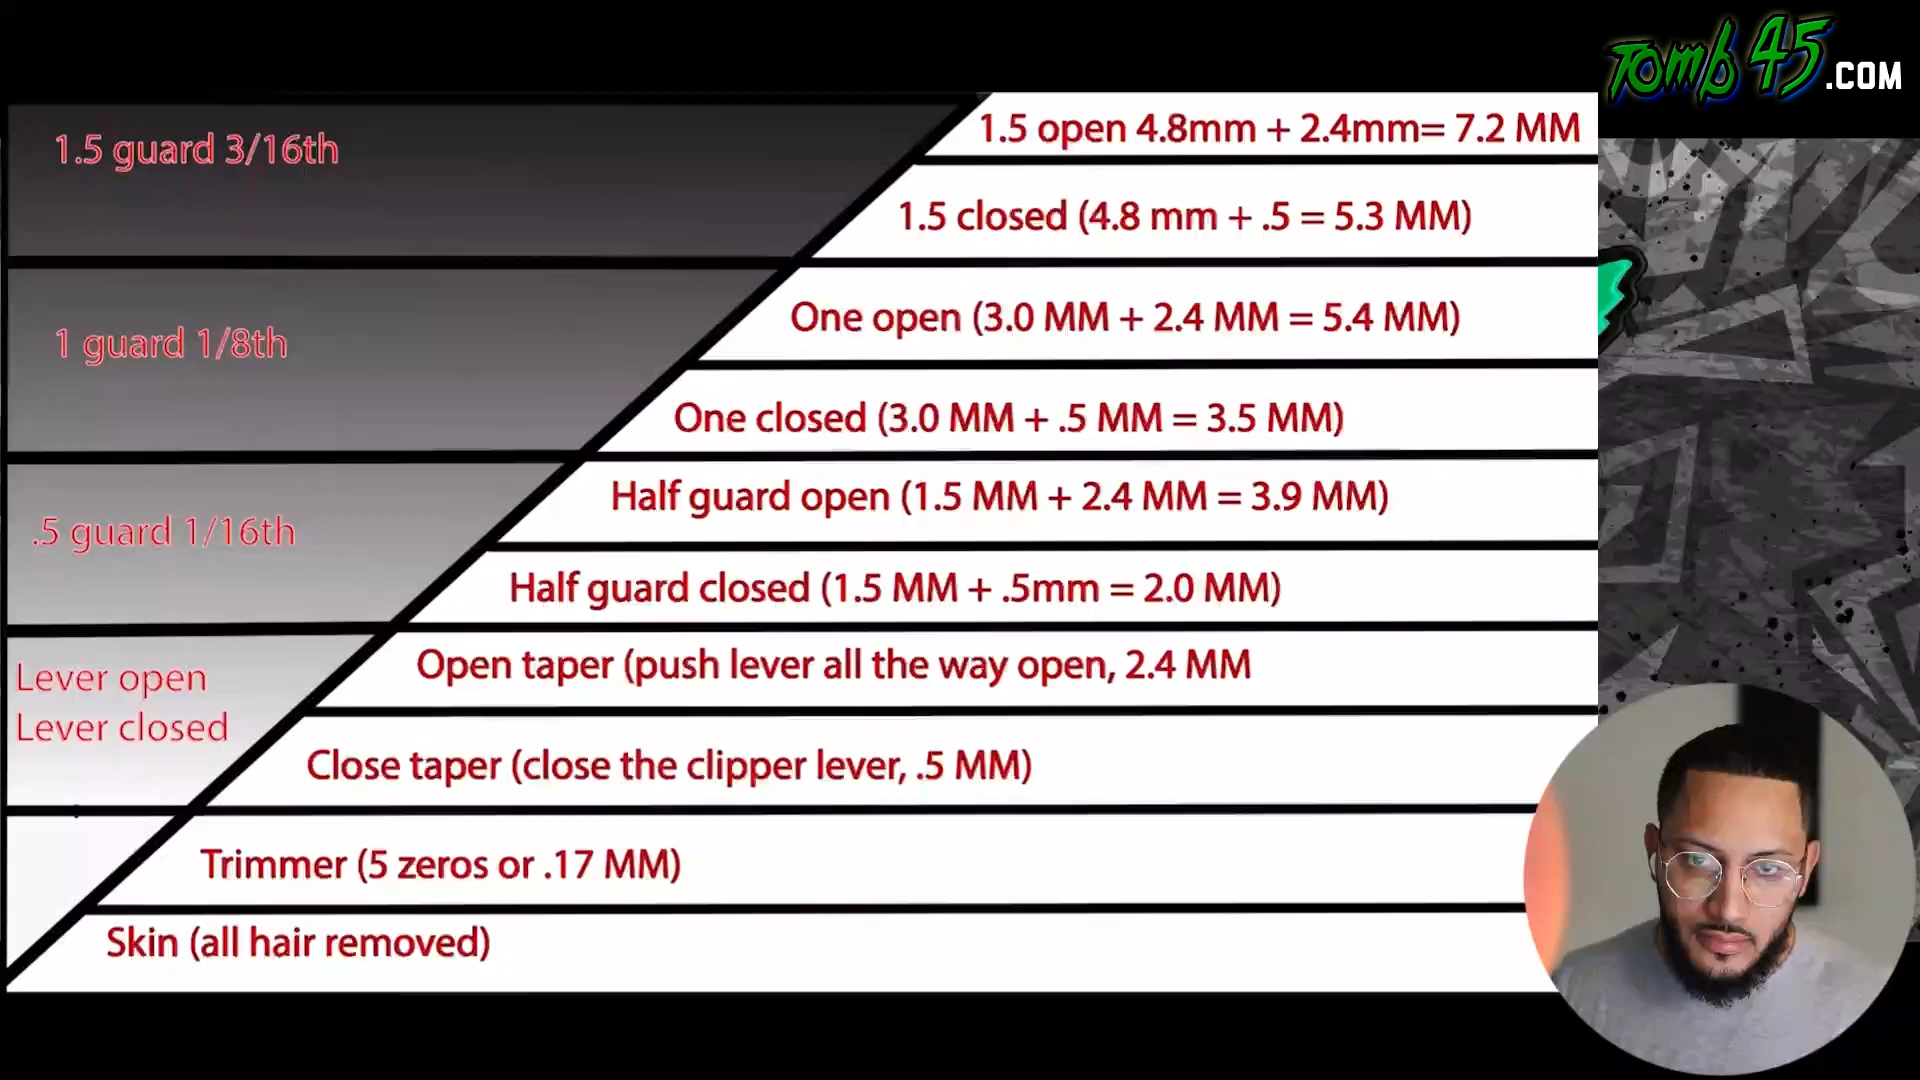 Tomb 45.COM
1.5 guard 3/16th
1.5 open 4.8mm + 2.4mm= 7.2 MM
1.5 closed (4.8 mm + .5 = 5.3 MM)
1 guard 1/8th
One open (3.0 MM + 2.4 MM = 5.4 MM)
One closed (3.0 MM + .5 MM = 3.5 MM)
.5 guard 1/16th
Half guard open (1.5 MM + 2.4 MM = 3.9 MM)
Half guard closed (1.5 MM + .5mm = 2.0 MM)
Lever open
Lever closed
Open taper (push lever all the way open, 2.4 MM
Close taper (close the clipper lever, .5 MM)
Trimmer (5 zeros or .17 MM)
Skin (all hair removed)